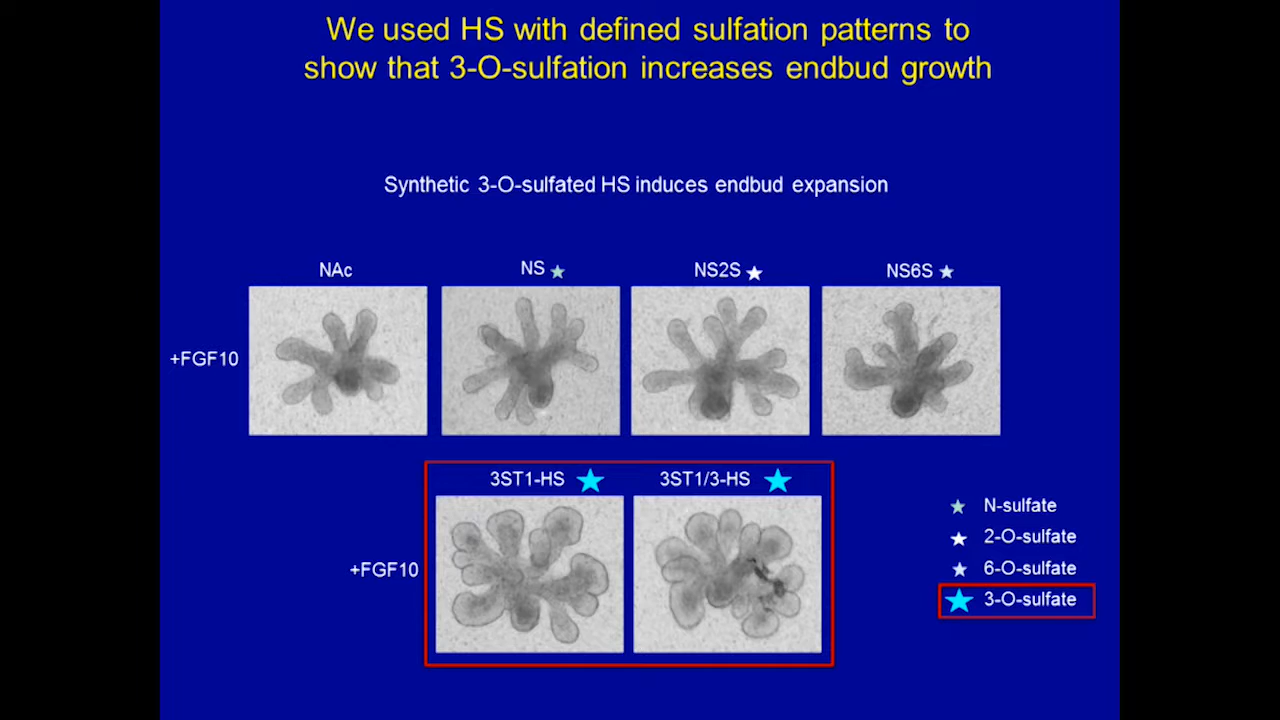 We used HS with defined sulfation patterns to
show that 3-O-sulfation increases endbud growth
Synthetic 3-O-sulfated HS induces endbud expansion
NAc
NS
NS2S
NS6S
+FGF10
3ST1-HS
3ST1/3-HS
+FGF10
N-sulfate
2-O-sulfate
6-O-sulfate
3-O-sulfate